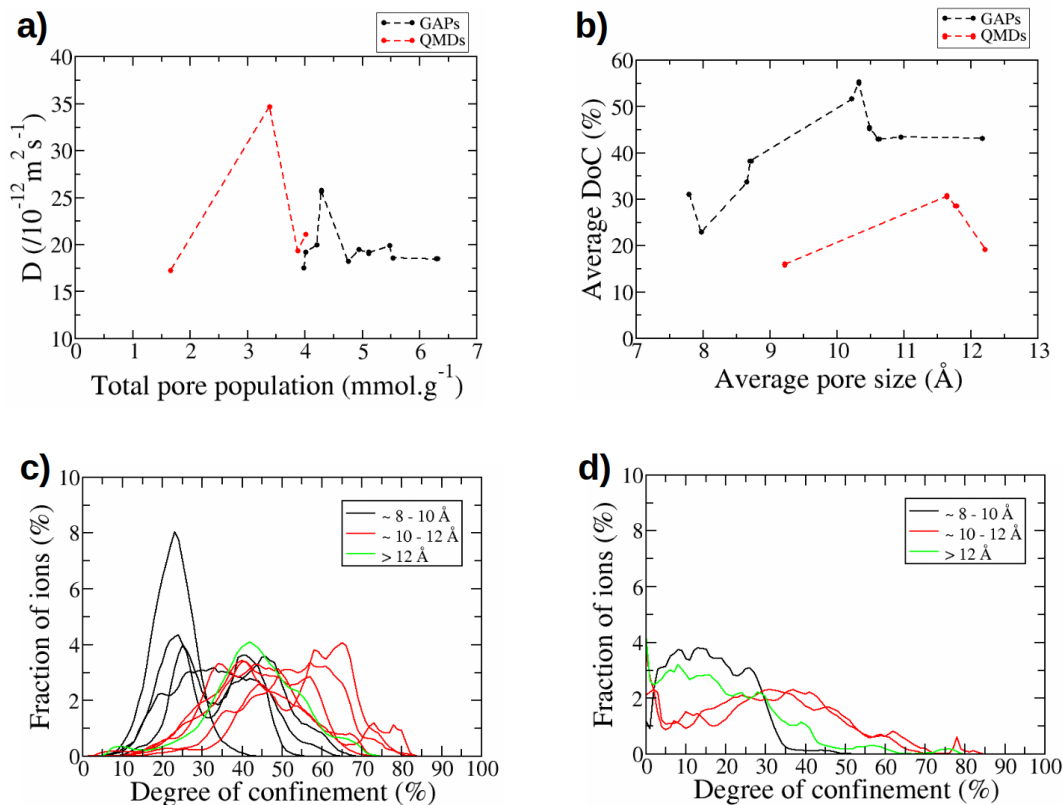 a)
GAPs
QMDs
40
35
30
25
20
15
10
D (/10⁻¹² m² s⁻¹)
0 1 2 3 4 5 6 7
Total pore population (mmol.g⁻¹)
b)
GAPs
QMDs
60
50
40
30
20
10
0
Average DoC (%)
7 8 9 10 11 12 13
Average pore size (Å)
c)
~ 8 - 10 Å
~ 10 - 12 Å
> 12 Å
10
8
6
4
2
0
Fraction of ions (%)
0 10 20 30 40 50 60 70 80 90 100
Degree of confinement (%)
d)
~ 8 - 10 Å
~ 10 - 12 Å
> 12 Å
10
8
6
4
2
0
Fraction of ions (%)
0 10 20 30 40 50 60 70 80 90 100
Degree of confinement (%)